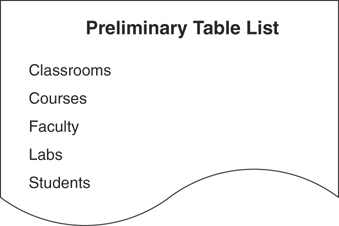 Preliminary Table List
Classrooms
Courses
Faculty
Labs
Students